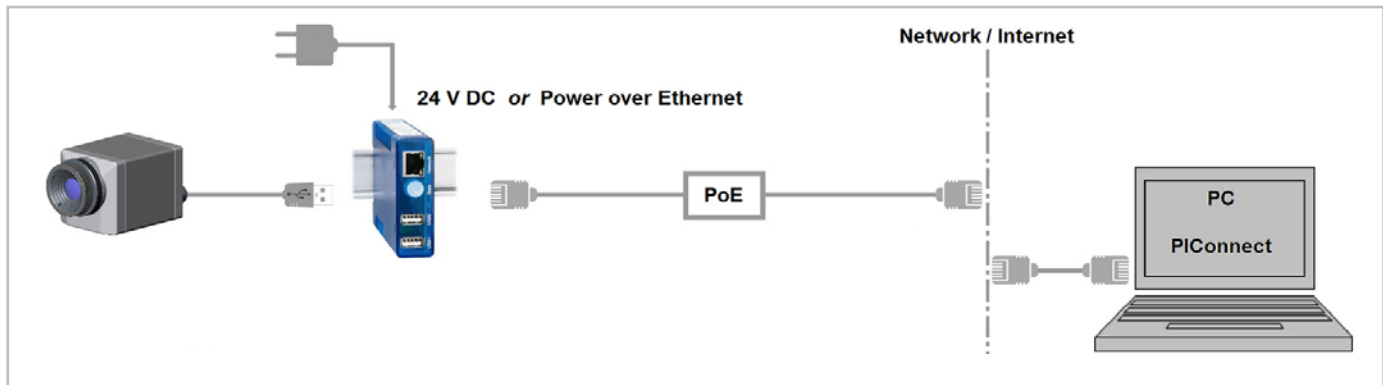 Network / Internet
24 V DC or Power over Ethernet
PoE
PC
PIConnect